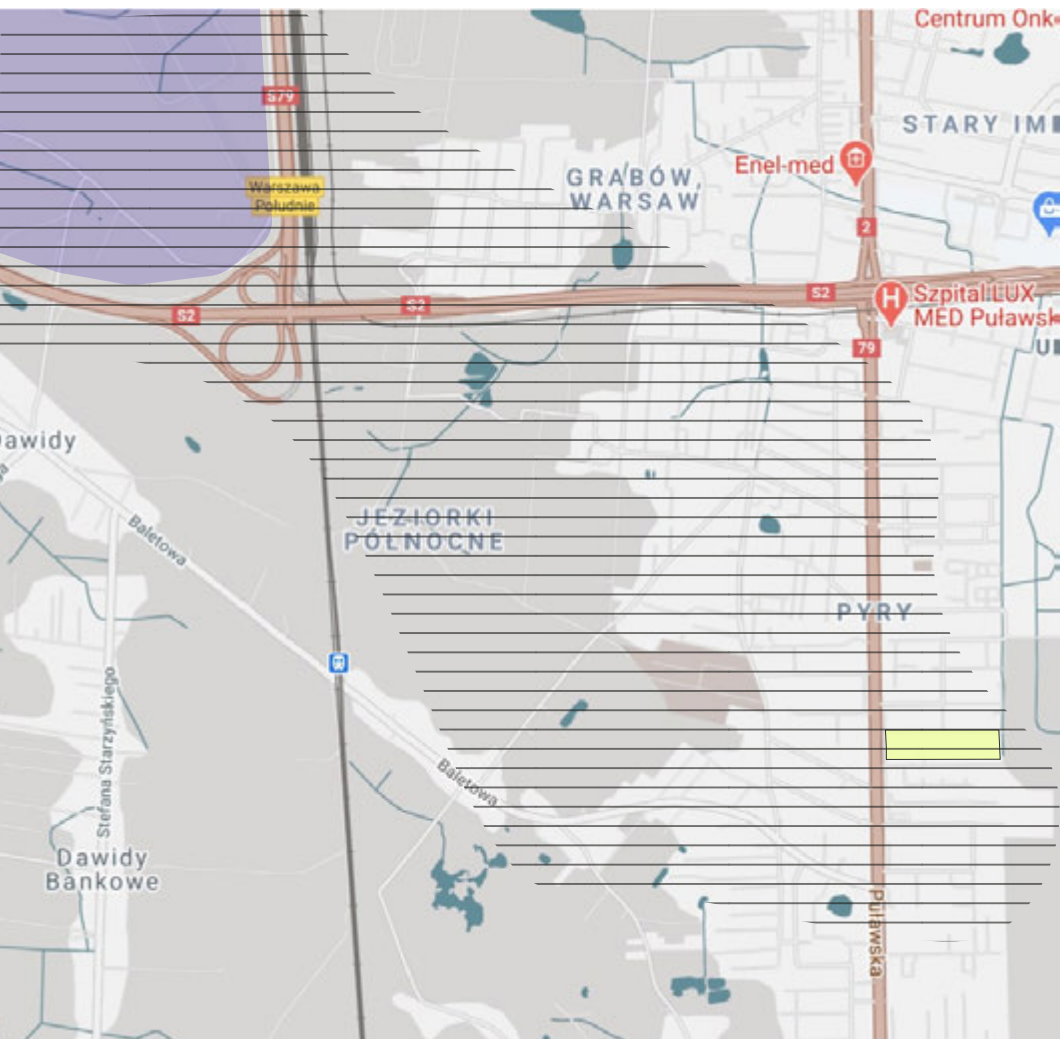 Centrum Onk
S79
STARY IM
Enel-med
GRABÓW,
WARSAW
Warszawa
Południe
2
S2
S2
S2
Szpital LUX
MED Puławsk
79
U
Dawidy
Baletowa
JEZIORKI
PÓŁNOCNE
PYRY
Stefana Starzyńskiego
Baletowa
Dawidy
Bankowe
Puławska